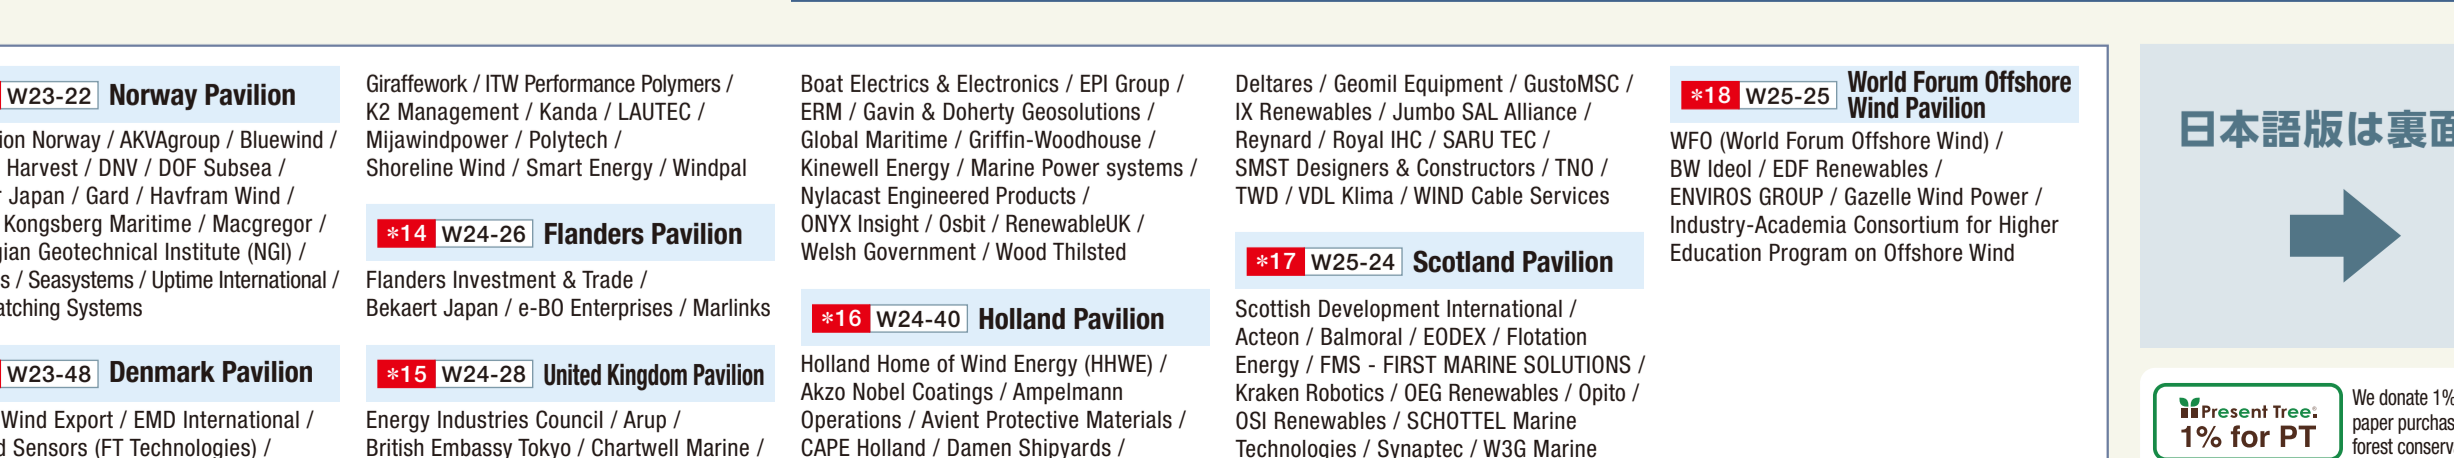 W23-22 Norway Pavilion
ion Norway / AKVAgroup / Bluewind /
Harvest / DNV / DOF Subsea /
Japan / Gard / Havfram Wind /
Kongsberg Maritime / Macgregor /
gian Geotechnical Institute (NGI) /
s / Seasystems / Uptime International /
atching Systems
W23-48 Denmark Pavilion
Wind Export / EMD International /
d Sensors (FT Technologies) /
Giraffework / ITW Performance Polymers /
K2 Management / Kanda / LAUTEC /
Mijawindpower / Polytech /
Shoreline Wind / Smart Energy / Windpal
*14 W24-26 Flanders Pavilion
Flanders Investment & Trade /
Bekaert Japan / e-BO Enterprises / Marlinks
*15 W24-28 United Kingdom Pavilion
Energy Industries Council / Arup /
British Embassy Tokyo / Chartwell Marine /
Boat Electrics & Electronics / EPI Group /
ERM / Gavin & Doherty Geosolutions /
Global Maritime / Griffin-Woodhouse /
Kinewell Energy / Marine Power systems /
Nylacast Engineered Products /
ONYX Insight / Osbit / RenewableUK /
Welsh Government / Wood Thilsted
*16 W24-40 Holland Pavilion
Holland Home of Wind Energy (HHWE) /
Akzo Nobel Coatings / Ampelmann
Operations / Avient Protective Materials /
CAPE Holland / Damen Shipyards /
Deltares / Geomil Equipment / GustoMSC /
IX Renewables / Jumbo SAL Alliance /
Reynard / Royal IHC / SARU TEC /
SMST Designers & Constructors / TNO /
TWD / VDL Klima / WIND Cable Services
*17 W25-24 Scotland Pavilion
Scottish Development International /
Acteon / Balmoral / EODEX / Flotation
Energy / FMS - FIRST MARINE SOLUTIONS /
Kraken Robotics / OEG Renewables / Opito /
OSI Renewables / SCHOTTEL Marine
Technologies / Synaptec / W3G Marine
*18 W25-25 World Forum Offshore
Wind Pavilion
WFO (World Forum Offshore Wind) /
BW Ideol / EDF Renewables /
ENVIROS GROUP / Gazelle Wind Power /
Industry-Academia Consortium for Higher
Education Program on Offshore Wind
日本語版は裏面
Present Tree
1% for PT
We donate 1%
paper purchas
forest conserv